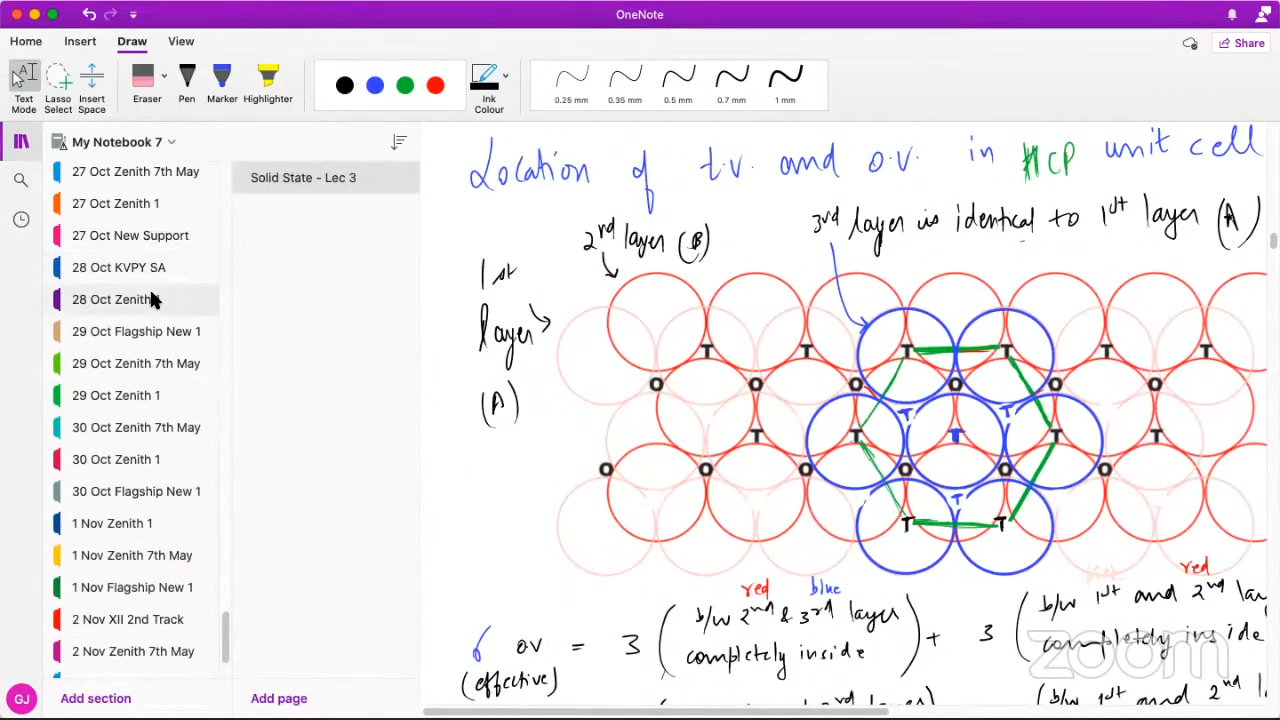 OneNote
Home Insert Draw View
Share
Text Mode
Lasso Select
Insert Space
Eraser
Pen
Marker
Highlighter
Ink Colour
0.25 mm 0.35 mm 0.5 mm 0.7 mm 1 mm
My Notebook 7
27 Oct Zenith 7th May
27 Oct Zenith 1
27 Oct New Support
28 Oct KVPY SA
28 Oct Zenith
29 Oct Flagship New 1
29 Oct Zenith 7th May
29 Oct Zenith 1
30 Oct Zenith 7th May
30 Oct Zenith 1
30 Oct Flagship New 1
1 Nov Zenith 1
1 Nov Zenith 7th May
1 Nov Flagship New 1
2 Nov XII 2nd Track
2 Nov Zenith 7th May
GJ
Add section
Solid State - Lec 3
Add page
Location of t.v. and o.v. in HCP unit cell
2nd layer (B)
3rd layer is identical to 1st layer (A)
1st
layer
(A)
T T T T T T
O O O O O O
T T
T T T T T
O O O O O O
T
T T
red blue red
6 o.v. = 3 (b/w 2nd & 3rd layer completely inside) + 3 (b/w 1st and 2nd completely inside
(effective)
(b/w 1st and 2nd
zoom